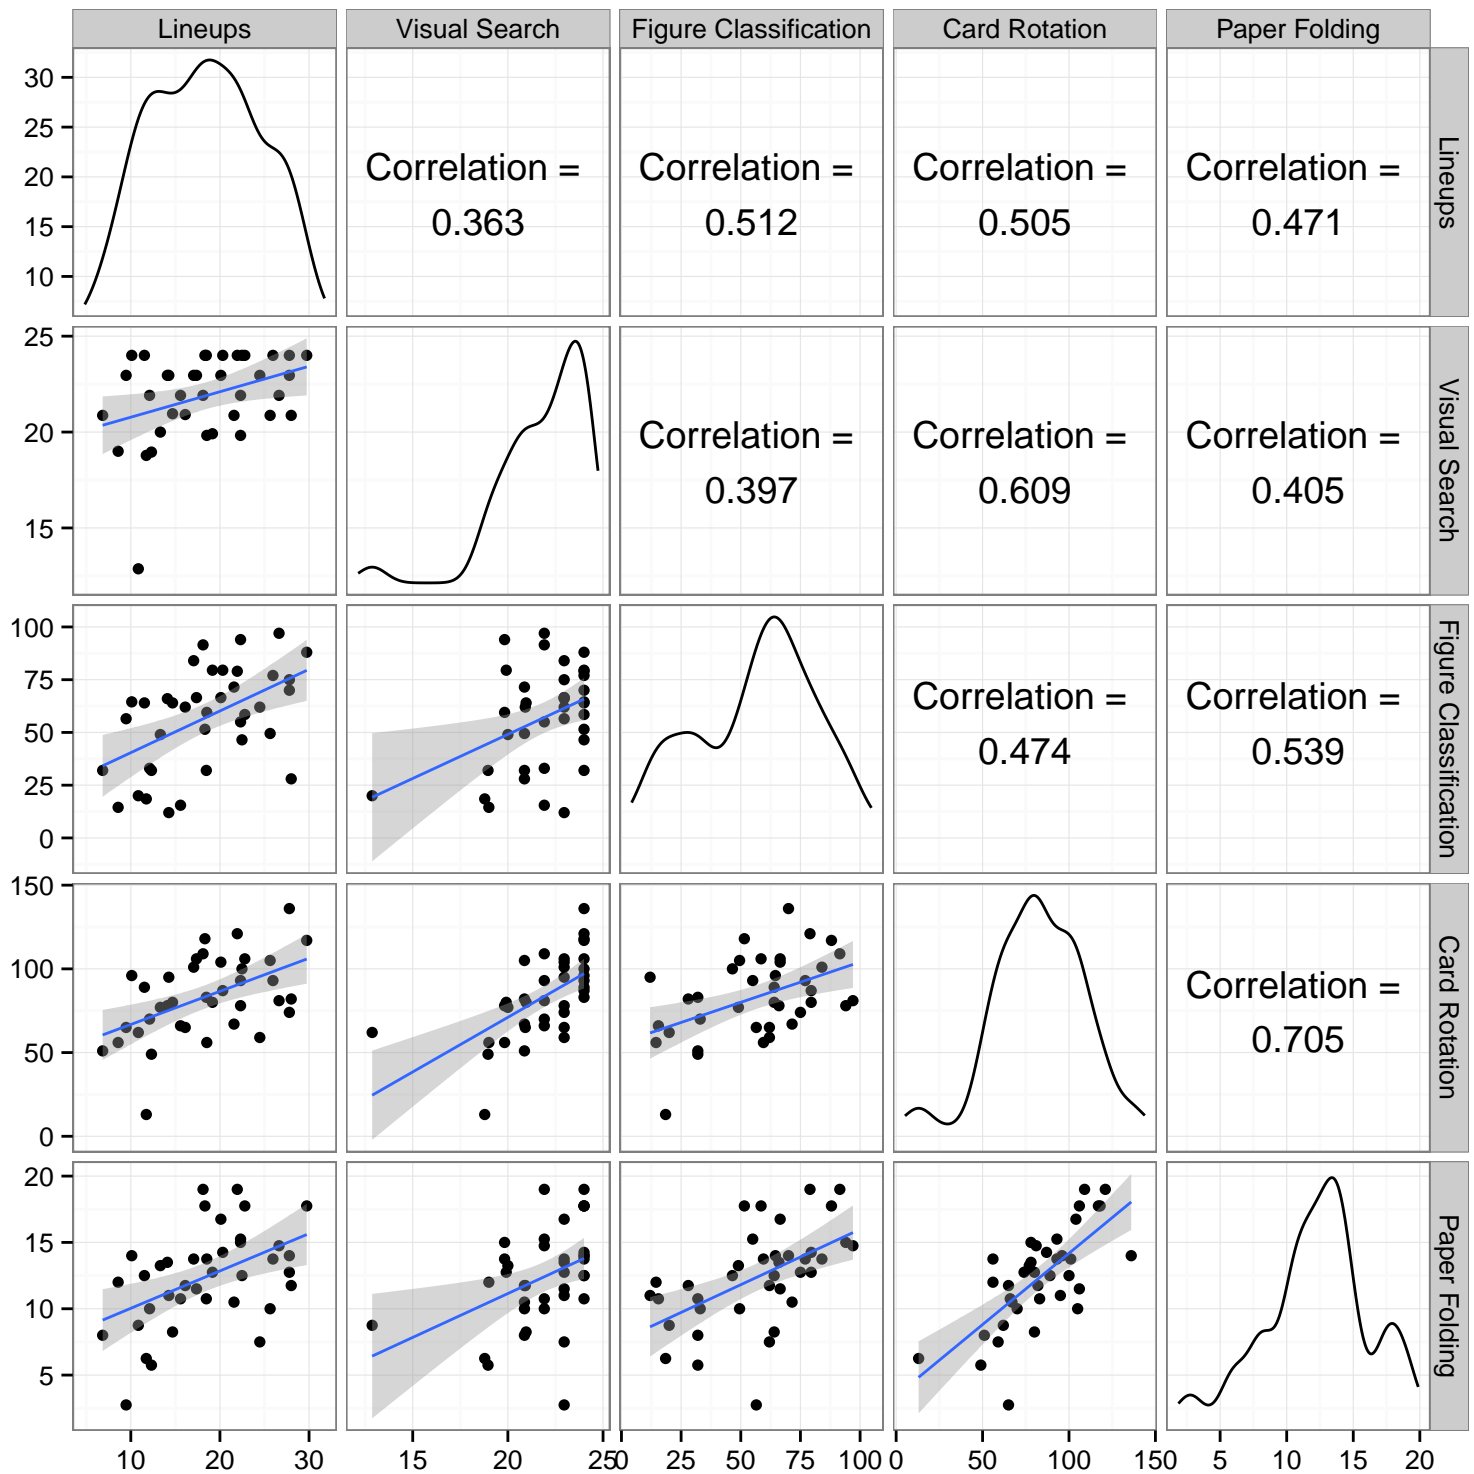 Lineups
Visual Search
Figure Classification
Card Rotation
Paper Folding
30
25
20
15
10
Correlation =
0.363
Correlation =
0.512
Correlation =
0.505
Correlation =
0.471
Lineups
25
20
15
Correlation =
0.397
Correlation =
0.609
Correlation =
0.405
Visual Search
100
75
50
25
0
Correlation =
0.474
Correlation =
0.539
Figure Classification
150
100
50
0
Correlation =
0.705
Card Rotation
20
15
10
5
Paper Folding
10 20 30
15 20 25
0 25 50 75 100
0 50 100 150
5 10 15 20